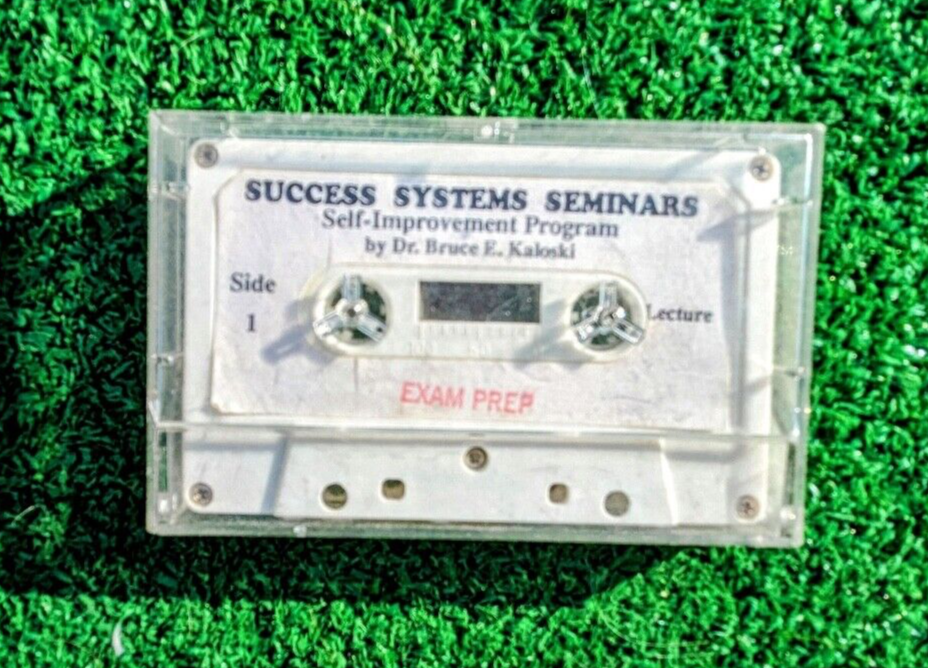 SUCCESS SYSTEMS SEMINARS
Self-Improvement Program
by Dr. Bruce E. Kaloski
Side
1
Lecture
EXAM PREP